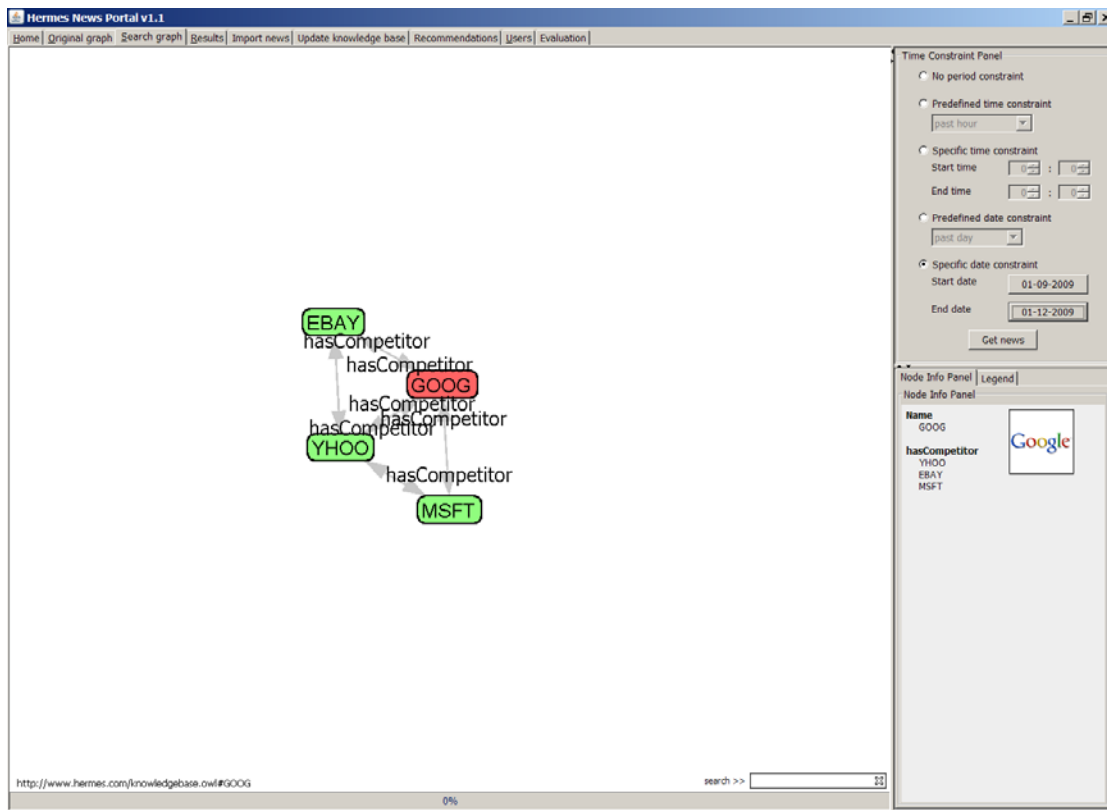 Hermes News Portal v1.1
Home Original graph Search graph Results Import news Update knowledge base Recommendations Users Evaluation
Time Constraint Panel
No period constraint
Predefined time constraint
past hour
Specific time constraint
Start time 0 : 0
End time 0 : 0
Predefined date constraint
past day
Specific date constraint
Start date 01-09-2009
End date 01-12-2009
Get news
EBAY
hasCompetitor
hasCompetitor
GOOG
hasCompetitor
hasCompetitor
hasCompetitor
YHOO
hasCompetitor
MSFT
Node Info Panel Legend
Node Info Panel
Name
GOOG
Google
hasCompetitor
YHOO
EBAY
MSFT
http://www.hermes.com/knowledgebase.owl#GOOG
search >>
0%